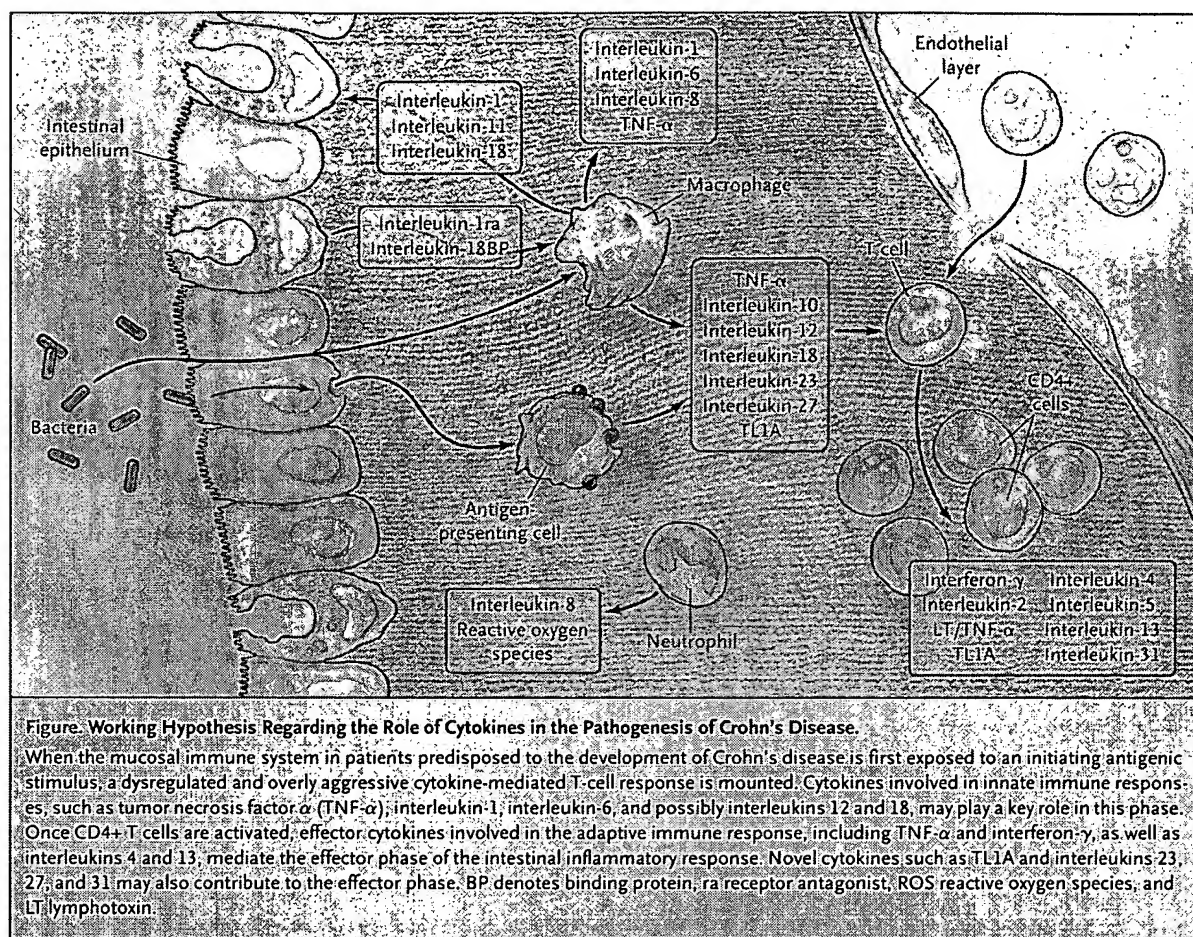 Interleukin-1
Interleukin-6
Interleukin-8
TNF-α
Endothelial
layer
Interleukin-1
Interleukin-11
Interleukin-18
Intestinal
epithelium
Macrophage
Interleukin-1ra
Interleukin-18BP
T cell
TNF-α
Interleukin-10
Interleukin-12
Interleukin-18
Interleukin-23
Interleukin-27
TL1A
CD4+
cells
Bacteria
Antigen-
presenting cell
Neutrophil
Interleukin-8
Reactive oxygen
species
Interferon-γ Interleukin-4
Interleukin-2 Interleukin-5
LT/TNF-α Interleukin-13
TL1A Interleukin-31
Figure. Working Hypothesis Regarding the Role of Cytokines in the Pathogenesis of Crohn's Disease.
When the mucosal immune system in patients predisposed to the development of Crohn's disease is first exposed to an initiating antigenic
stimulus, a dysregulated and overly aggressive cytokine-mediated T-cell response is mounted. Cytokines involved in innate immune respons-
es, such as tumor necrosis factor α (TNF-α), interleukin-1, interleukin-6, and possibly interleukins 12 and 18, may play a key role in this phase.
Once CD4+ T cells are activated, effector cytokines involved in the adaptive immune response, including TNF-α and interferon-γ, as well as
interleukins 4 and 13, mediate the effector phase of the intestinal inflammatory response. Novel cytokines such as TL1A and interleukins 23,
27, and 31 may also contribute to the effector phase. BP denotes binding protein, ra receptor antagonist, ROS reactive oxygen species, and
LT lymphotoxin.